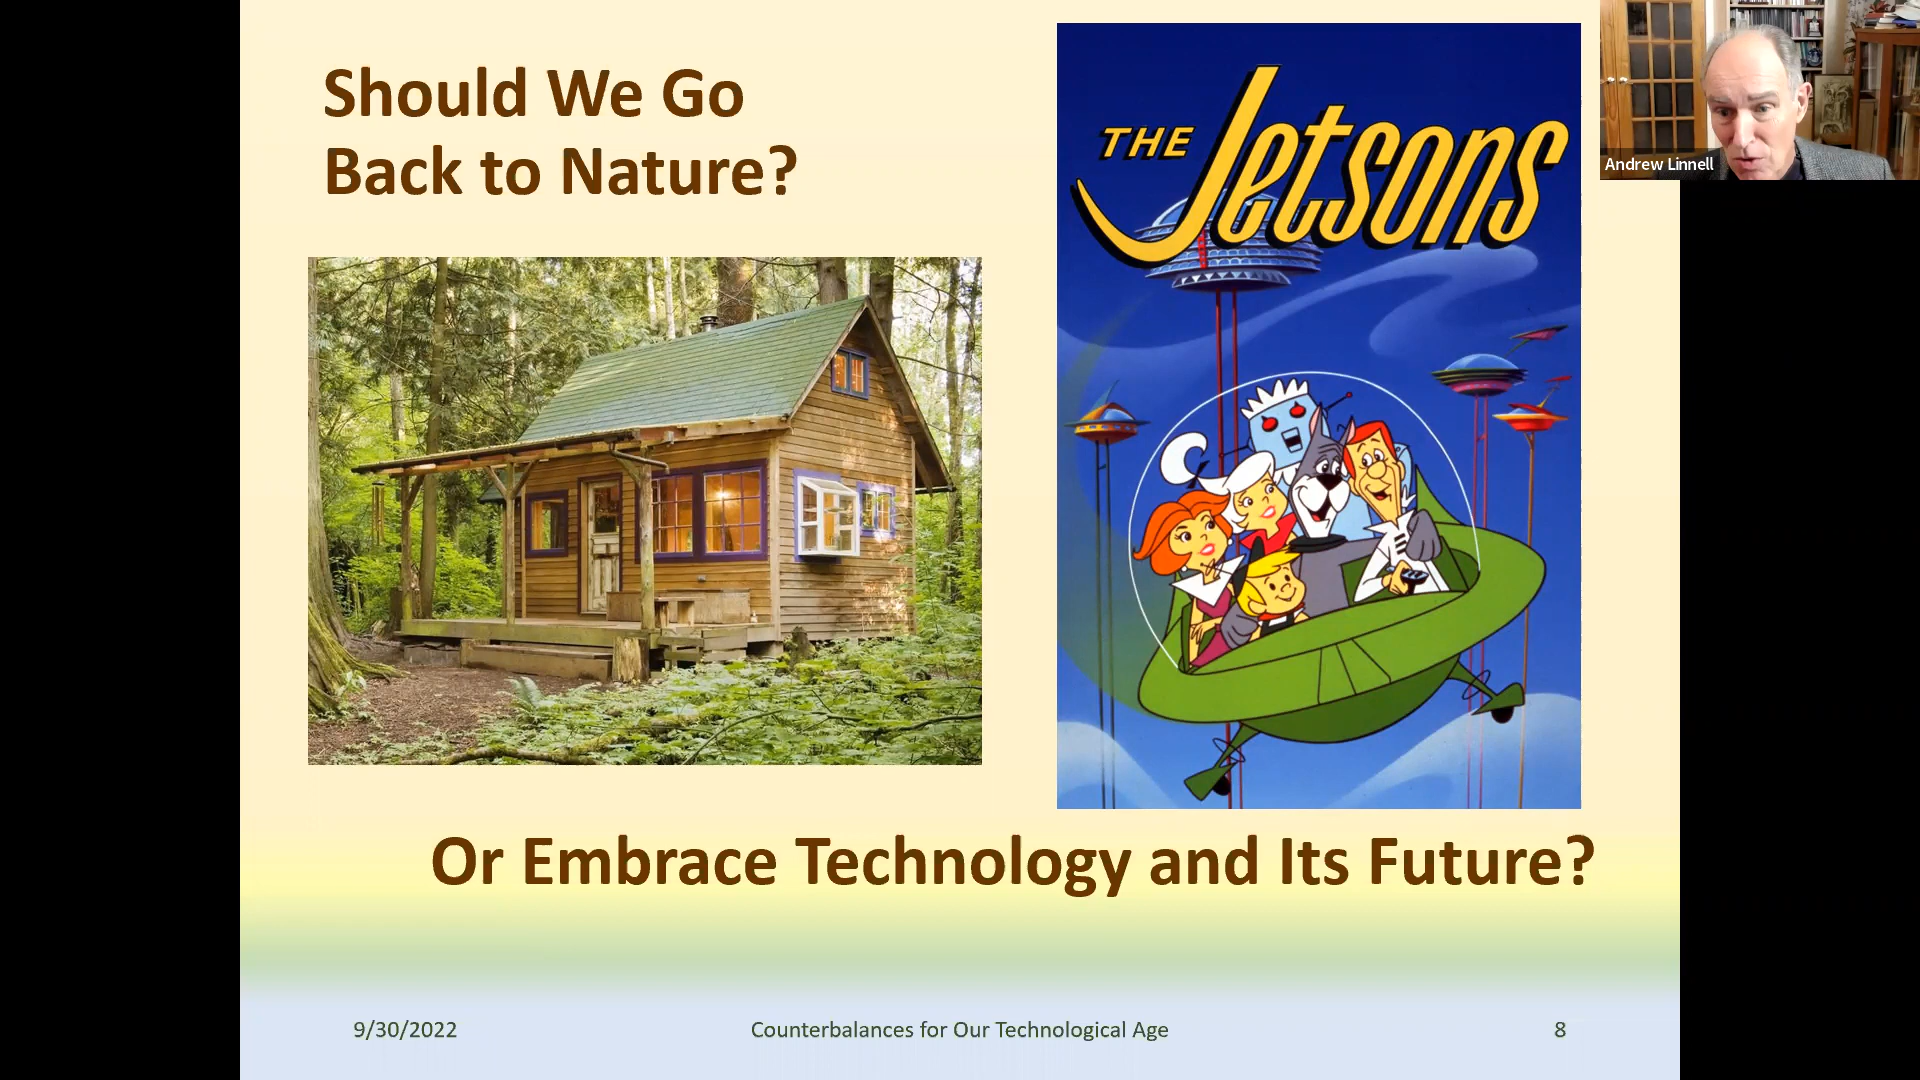 Should We Go
Back to Nature?
THE Jetsons
Andrew Linnell
Or Embrace Technology and Its Future?
9/30/2022
Counterbalances for Our Technological Age
8